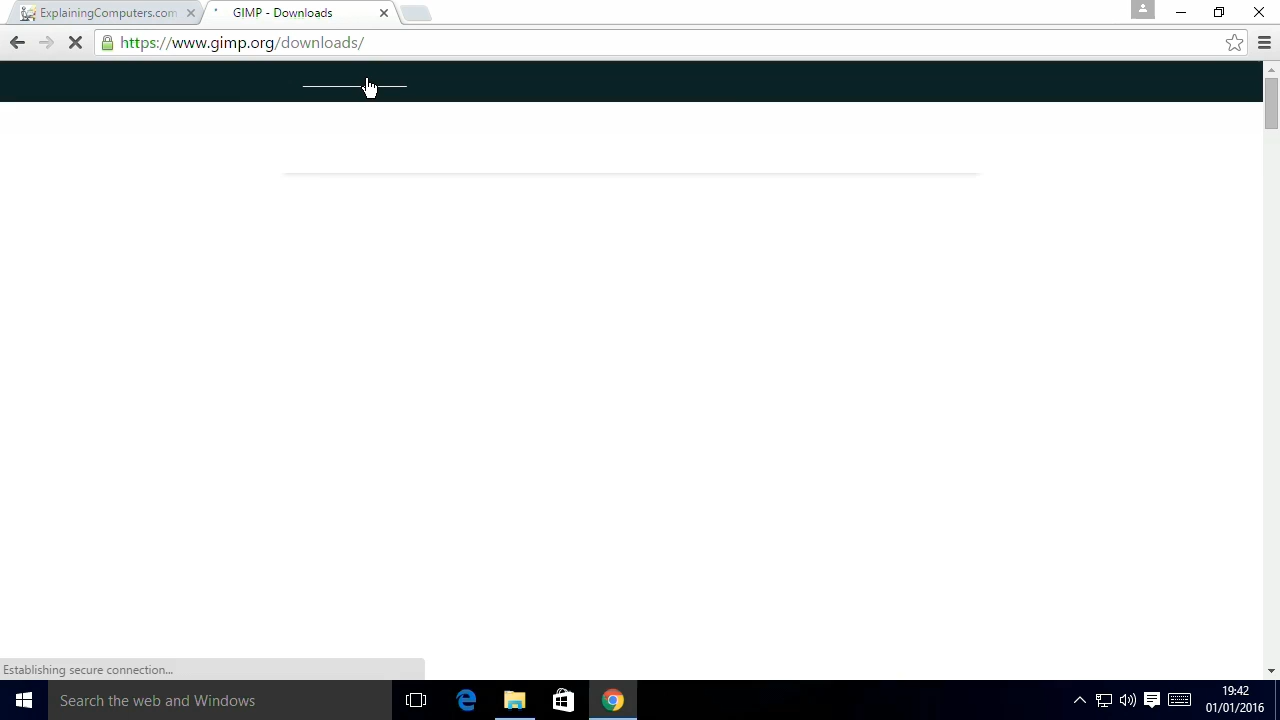 ExplainingComputers.com
GIMP - Downloads
https://www.gimp.org/downloads/
Establishing secure connection...
Search the web and Windows
19:42
01/01/2016